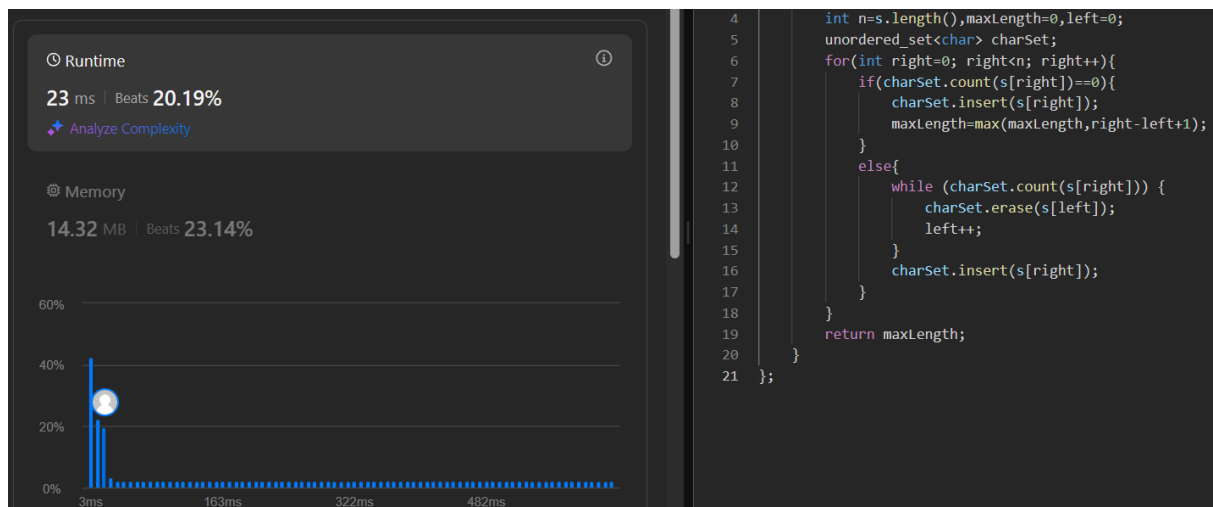 Runtime
23 ms | Beats 20.19%
Analyze Complexity
Memory
14.32 MB | Beats 23.14%
60%
40%
20%
0%
3ms 163ms 322ms 482ms
4 int n=s.length(),maxLength=0,left=0;
5 unordered_set<char> charSet;
6 for(int right=0; right<n; right++){
7 if(charSet.count(s[right])==0){
8 charSet.insert(s[right]);
9 maxLength=max(maxLength,right-left+1);
10 }
11 else{
12 while (charSet.count(s[right])) {
13 charSet.erase(s[left]);
14 left++;
15 }
16 charSet.insert(s[right]);
17 }
18 }
19 return maxLength;
20 }
21 };